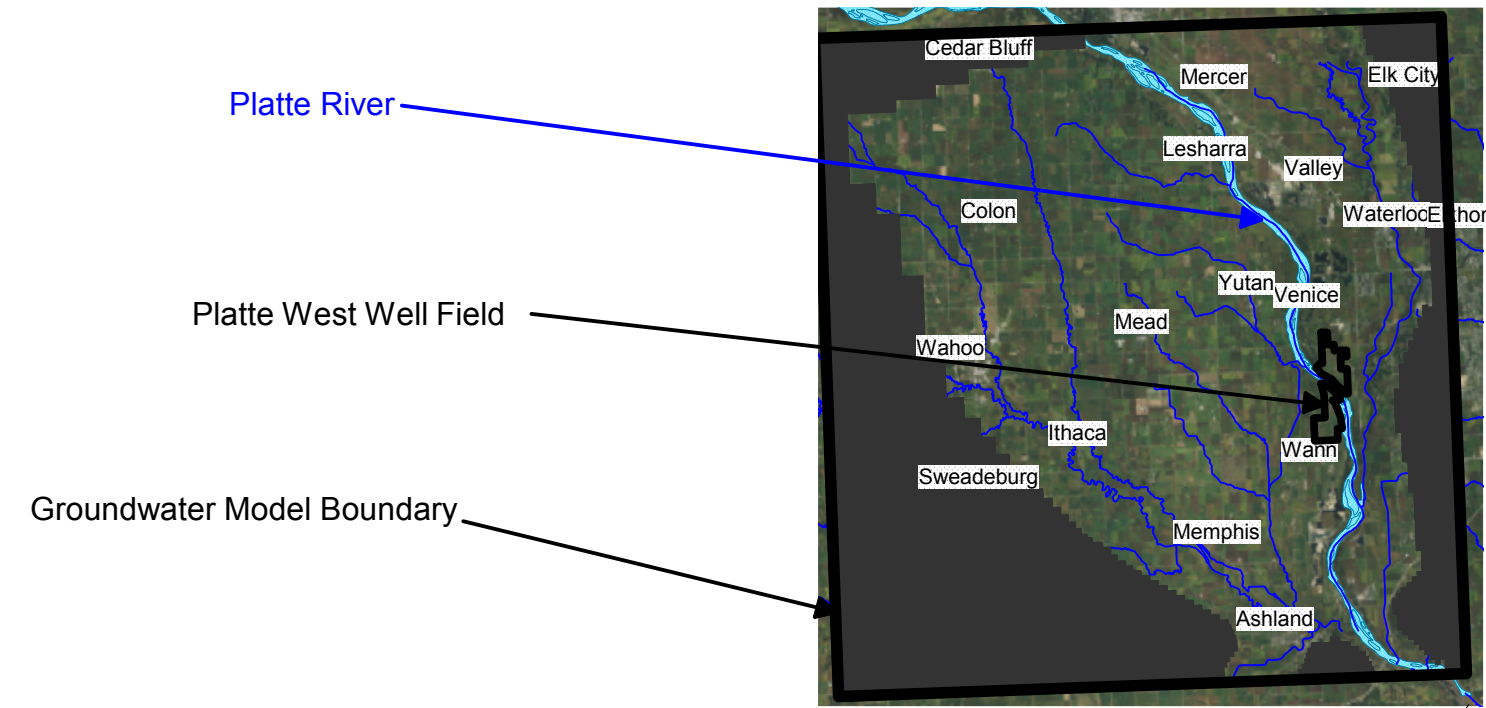 Cedar Bluff
Mercer
Elk City
Platte River
Lesharra
Valley
Colon
Waterloo
Elkhor
Yutan
Venice
Platte West Well Field
Mead
Wahoo
Ithaca
Wann
Sweadeburg
Groundwater Model Boundary
Memphis
Ashland